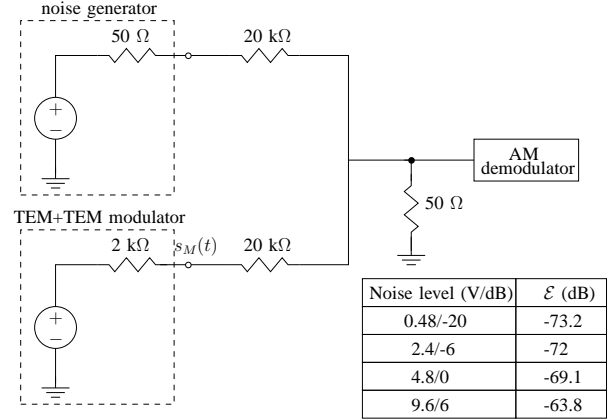 noise generator
50 Ω
20 kΩ
+
−
AM
demodulator
50 Ω
TEM+TEM modulator
2 kΩ
s_M(t)
20 kΩ
+
−
Noise level (V/dB) ℰ (dB)
0.48/-20 -73.2
2.4/-6 -72
4.8/0 -69.1
9.6/6 -63.8